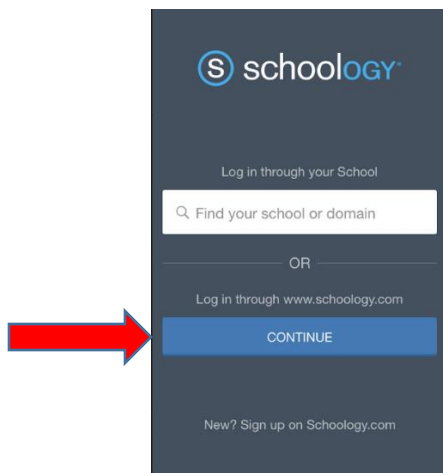 S schoology
Log in through your School
Find your school or domain
OR
Log in through www.schoology.com
CONTINUE
New? Sign up on Schoology.com